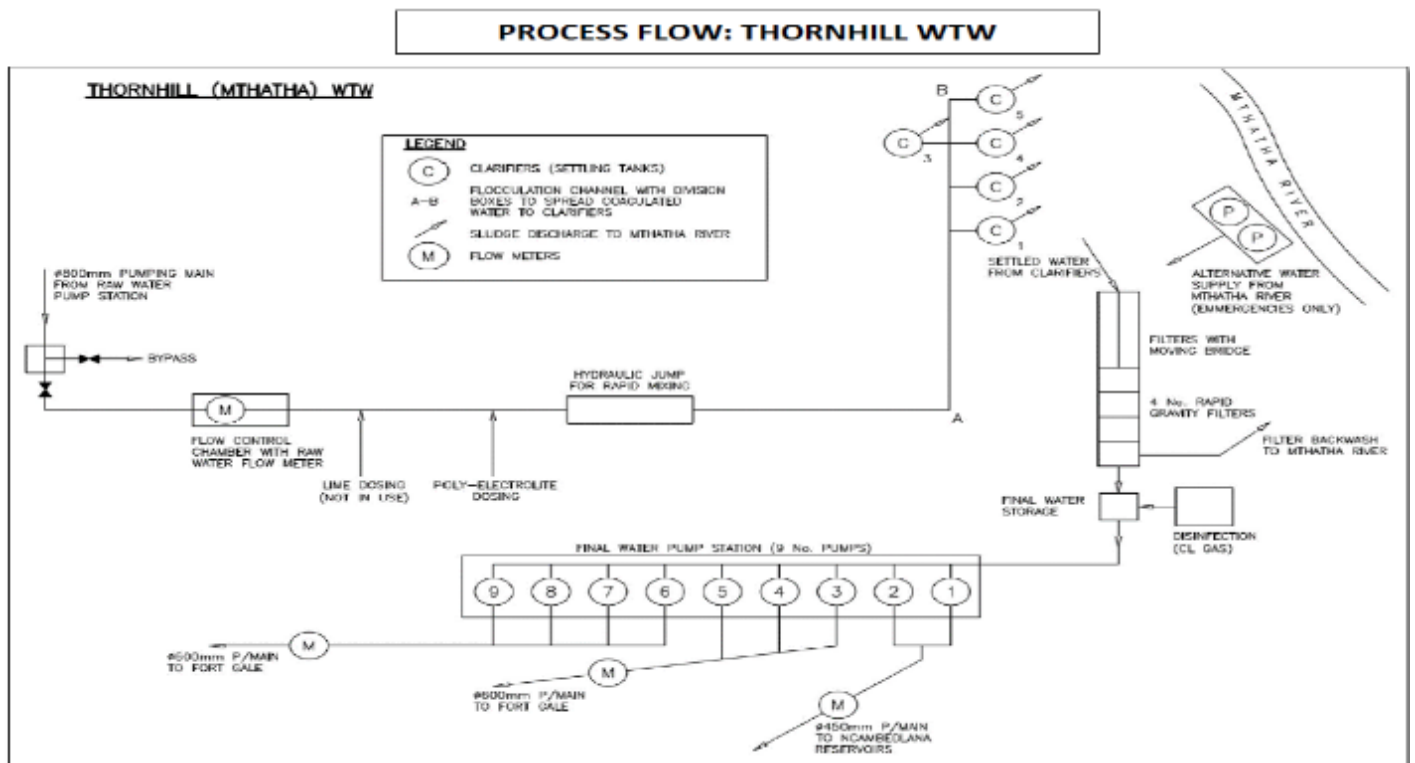 PROCESS FLOW: THORNHILL WTW
THORNHILL (MTHATHA) WTW
LEGEND
C
CLARIFIERS (SETTLING TANKS)
A-B
FLOCCULATION CHANNEL WITH DIVISION
BOXES TO SPREAD COAGULATED
WATER TO CLARIFIERS
SLUDGE DISCHARGE TO MTHATHA RIVER
M
FLOW METERS
B
C
5
C
3
C
4
C
2
C
1
MTHATHA RIVER
P
P
SETTLED WATER
FROM CLARIFIERS
ALTERNATIVE WATER
SUPPLY FROM
MTHATHA RIVER
(EMMERGENCIES ONLY)
PUMPING MAIN
FROM RAW WATER
PUMP STATION
BYPASS
M
FLOW CONTROL
CHAMBER WITH RAW
WATER FLOW METER
LIME DOSING
(NOT IN USE)
POLY-ELECTROLITE
DOSING
HYDRAULIC JUMP
FOR RAPID MIXING
A
FILTERS WITH
MOVING BRIDGE
4 No. RAPID
GRAVITY FILTERS
FILTER BACKWASH
TO MTHATHA RIVER
FINAL WATER
STORAGE
DISINFECTION
(CL GAS)
FINAL WATER PUMP STATION (9 No. PUMPS)
9 8 7 6 5 4 3 2 1
M
P/MAIN
TO FORT GALE
M
P/MAIN
TO FORT GALE
M
ø450mm P/MAIN
TO NCAMBEDLANA
RESERVOIRS